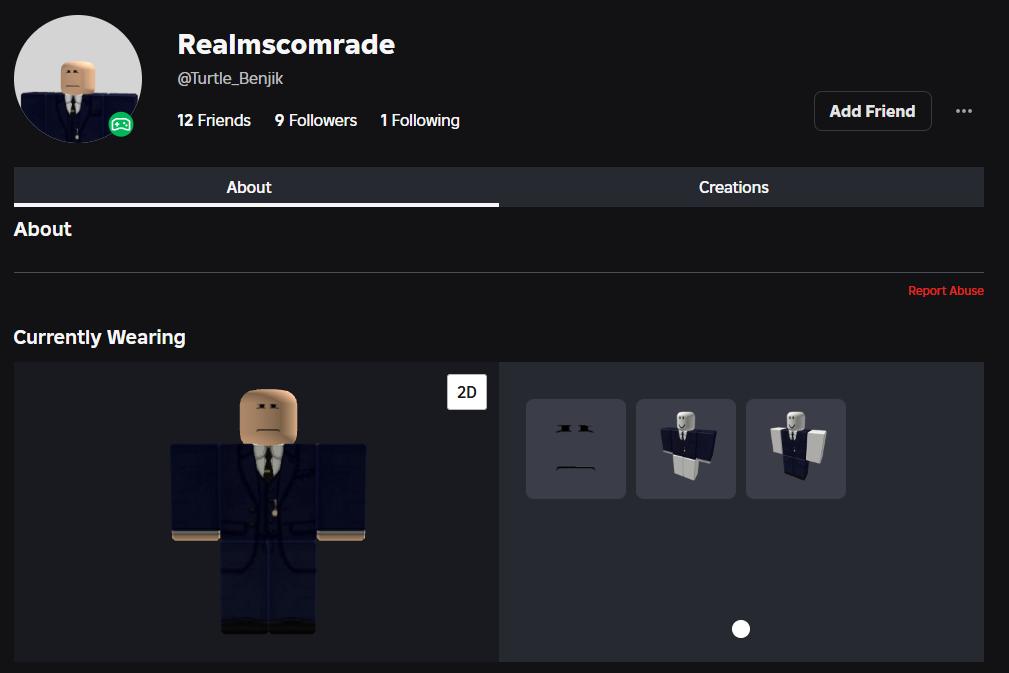 Realmscomrade
@Turtle_Benjik
12 Friends 9 Followers 1 Following
Add Friend
About Creations
About
Report Abuse
Currently Wearing
2D